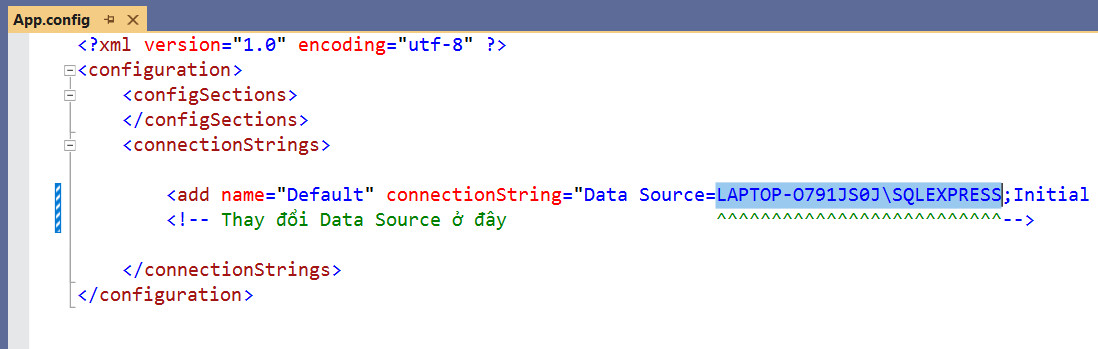 App.config
<?xml version="1.0" encoding="utf-8" ?>
<configuration>
<configSections>
</configSections>
<connectionStrings>
<add name="Default" connectionString="Data Source=LAPTOP-O791JS0J\SQLEXPRESS;Initial
<!-- Thay đổi Data Source ở đây ^^^^^^^^^^^^^^^^^^^^^^^^^^-->
</connectionStrings>
</configuration>